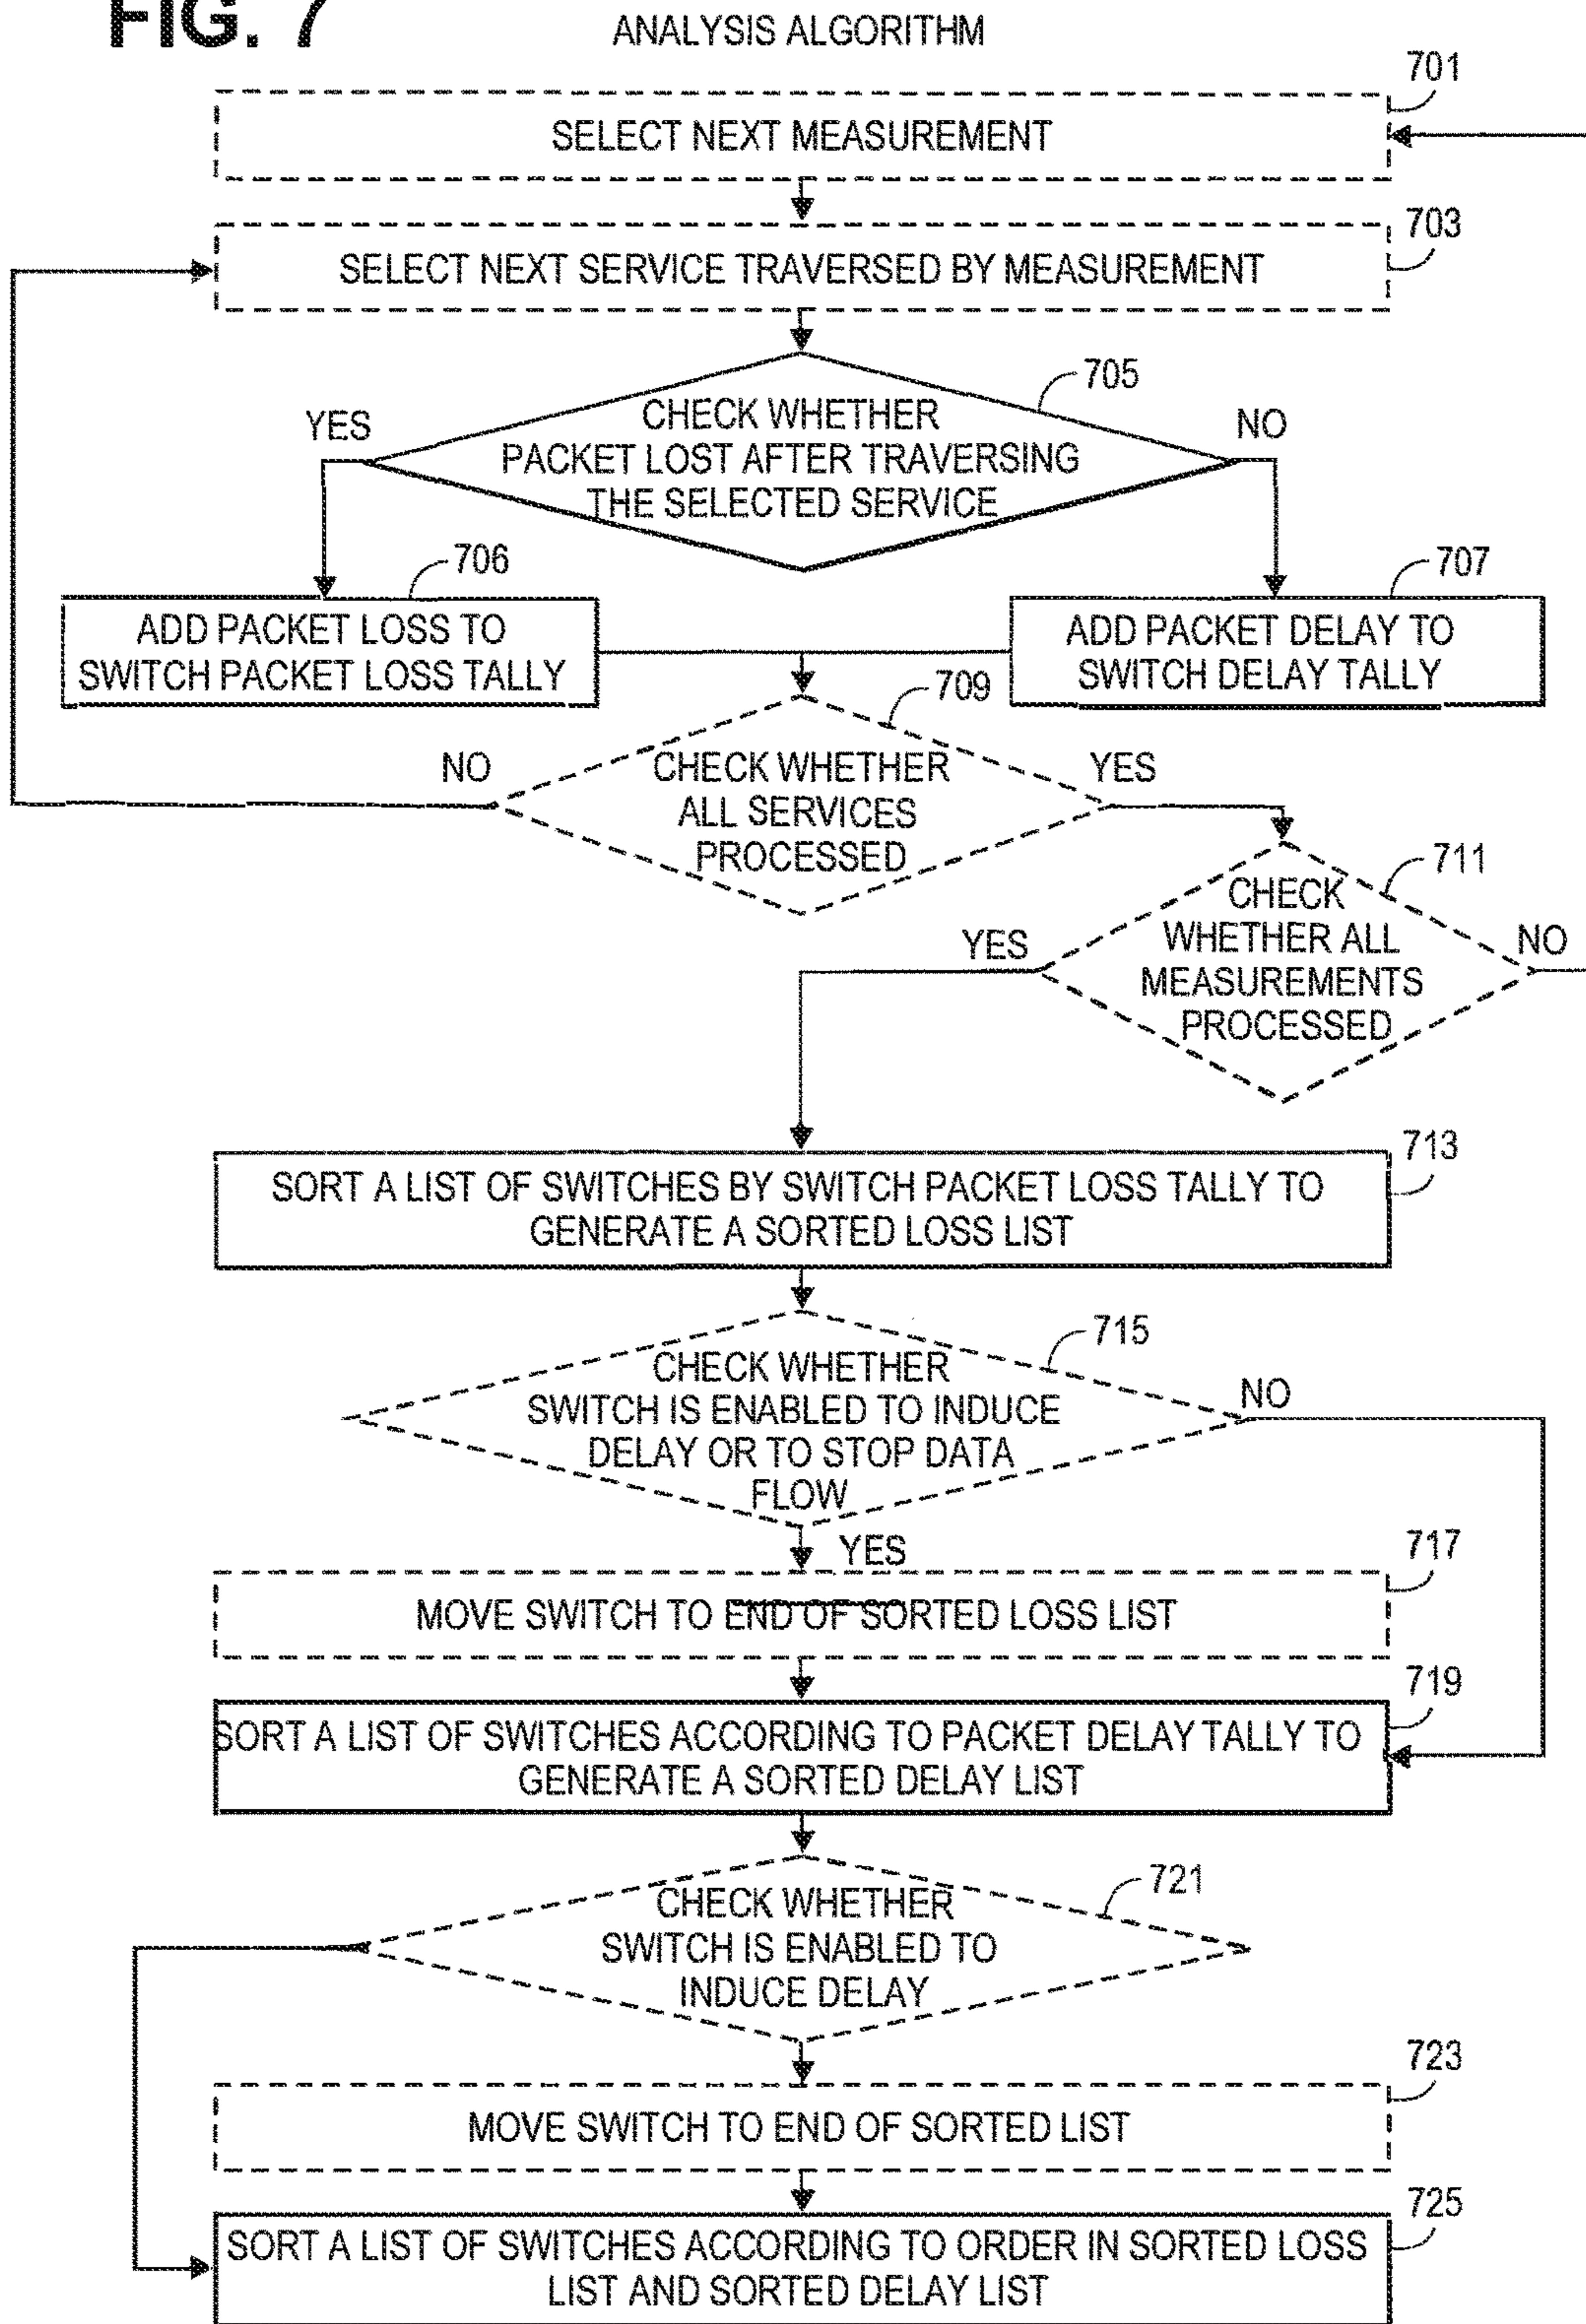 FIG. 7
ANALYSIS ALGORITHM
701
SELECT NEXT MEASUREMENT
703
SELECT NEXT SERVICE TRAVERSED BY MEASUREMENT
705
YES
CHECK WHETHER
PACKET LOST AFTER TRAVERSING
THE SELECTED SERVICE
NO
706
ADD PACKET LOSS TO
SWITCH PACKET LOSS TALLY
707
ADD PACKET DELAY TO
SWITCH DELAY TALLY
709
NO
CHECK WHETHER
ALL SERVICES
PROCESSED
YES
711
YES
CHECK
WHETHER ALL
MEASUREMENTS
PROCESSED
NO
713
SORT A LIST OF SWITCHES BY SWITCH PACKET LOSS TALLY TO
GENERATE A SORTED LOSS LIST
715
CHECK WHETHER
SWITCH IS ENABLED TO INDUCE
DELAY OR TO STOP DATA
FLOW
NO
YES
717
MOVE SWITCH TO END OF SORTED LOSS LIST
719
SORT A LIST OF SWITCHES ACCORDING TO PACKET DELAY TALLY TO
GENERATE A SORTED DELAY LIST
721
CHECK WHETHER
SWITCH IS ENABLED TO
INDUCE DELAY
723
MOVE SWITCH TO END OF SORTED LIST
725
SORT A LIST OF SWITCHES ACCORDING TO ORDER IN SORTED LOSS
LIST AND SORTED DELAY LIST